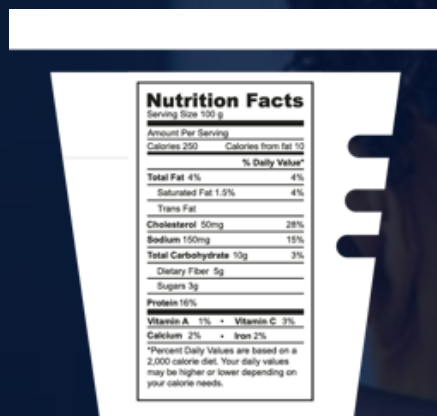 Nutrition Facts
Serving Size 100 g
Amount Per Serving
Calories 250 Calories from fat 10
% Daily Value*
Total Fat 4% 4%
Saturated Fat 1.5% 4%
Trans Fat
Cholesterol 50mg 28%
Sodium 150mg 15%
Total Carbohydrate 10g 3%
Dietary Fiber 5g
Sugars 3g
Protein 16%
Vitamin A 1% • Vitamin C 3%
Calcium 2% • Iron 2%
*Percent Daily Values are based on a
2,000 calorie diet. Your daily values
may be higher or lower depending on
your calorie needs.